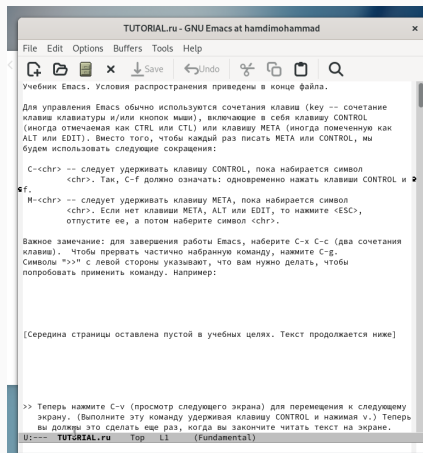 TUTORIAL.ru - GNU Emacs at hamdimohammad
File Edit Options Buffers Tools Help
Save Undo
Учебник Emacs. Условия распространения приведены в конце файла.
Для управления Emacs обычно используются сочетания клавиш (key -- сочетание
клавиш клавиатуры и/или кнопок мыши), включающие в себя клавишу CONTROL
(иногда отмечаемая как CTRL или CTL) или клавишу META (иногда помеченную как
ALT или EDIT). Вместо того, чтобы каждый раз писать META или CONTROL, мы
будем использовать следующие сокращения:
C-<chr> -- следует удерживать клавишу CONTROL, пока набирается символ
<chr>. Так, C-f должно означать: одновременно нажать клавиши CONTROL и
f.
M-<chr> -- следует удерживать клавишу META, пока набирается символ
<chr>. Если нет клавиши META, ALT или EDIT, то нажмите <ESC>,
отпустите ее, а потом наберите символ <chr>.
Важное замечание: для завершения работы Emacs, наберите C-x C-c (два сочетания
клавиш). Чтобы прервать частично набранную команду, нажмите C-g.
Символы ">>" с левой стороны указывают, что вам нужно делать, чтобы
попробовать применить команду. Например:
[Середина страницы оставлена пустой в учебных целях. Текст продолжается ниже]
>> Теперь нажмите C-v (просмотр следующего экрана) для перемещения к следующему
экрану. (Выполните эту команду удерживая клавишу CONTROL и нажимая v.) Теперь
вы должны это сделать еще раз, когда вы закончите читать текст на экране.
U:--- TUTORIAL.ru Top L1 (Fundamental)